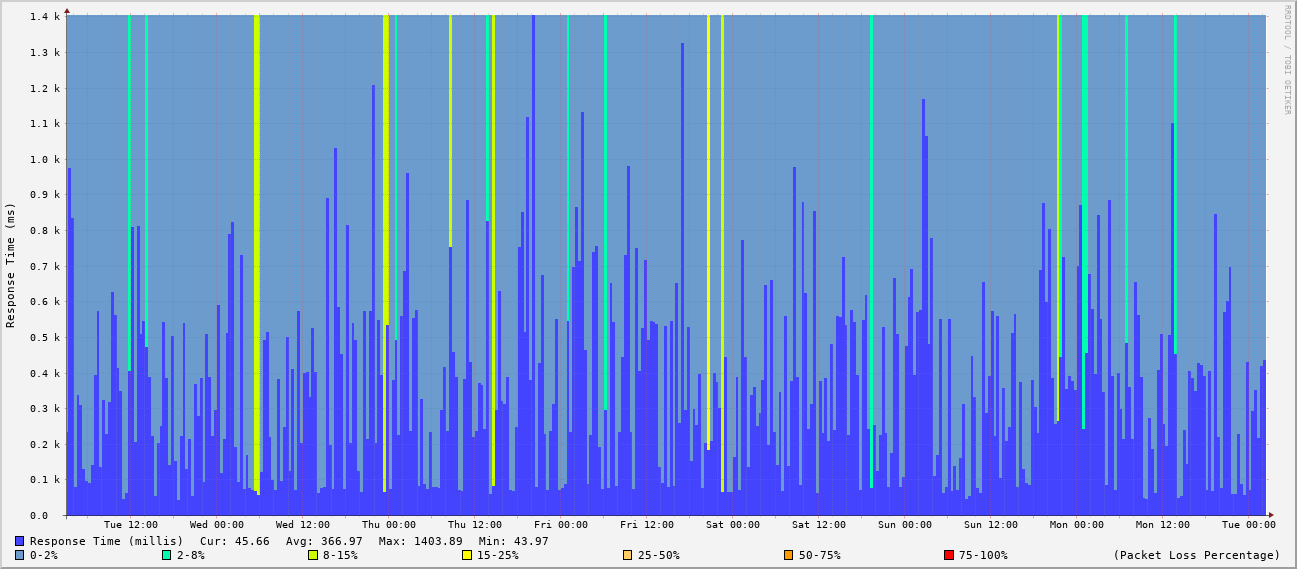 1.4 k
1.3 k
1.2 k
1.1 k
1.0 k
0.9 k
0.8 k
0.7 k
0.6 k
0.5 k
0.4 k
0.3 k
0.2 k
0.1 k
0.0
Response Time (ms)
RRDTOOL / TOBI OETIKER
Tue 12:00 Wed 00:00 Wed 12:00 Thu 00:00 Thu 12:00 Fri 00:00 Fri 12:00 Sat 00:00 Sat 12:00 Sun 00:00 Sun 12:00 Mon 00:00 Mon 12:00 Tue 00:00
Response Time (millis) Cur: 45.66 Avg: 366.97 Max: 1403.89 Min: 43.97
0-2% 2-8% 8-15% 15-25% 25-50% 50-75% 75-100% (Packet Loss Percentage)